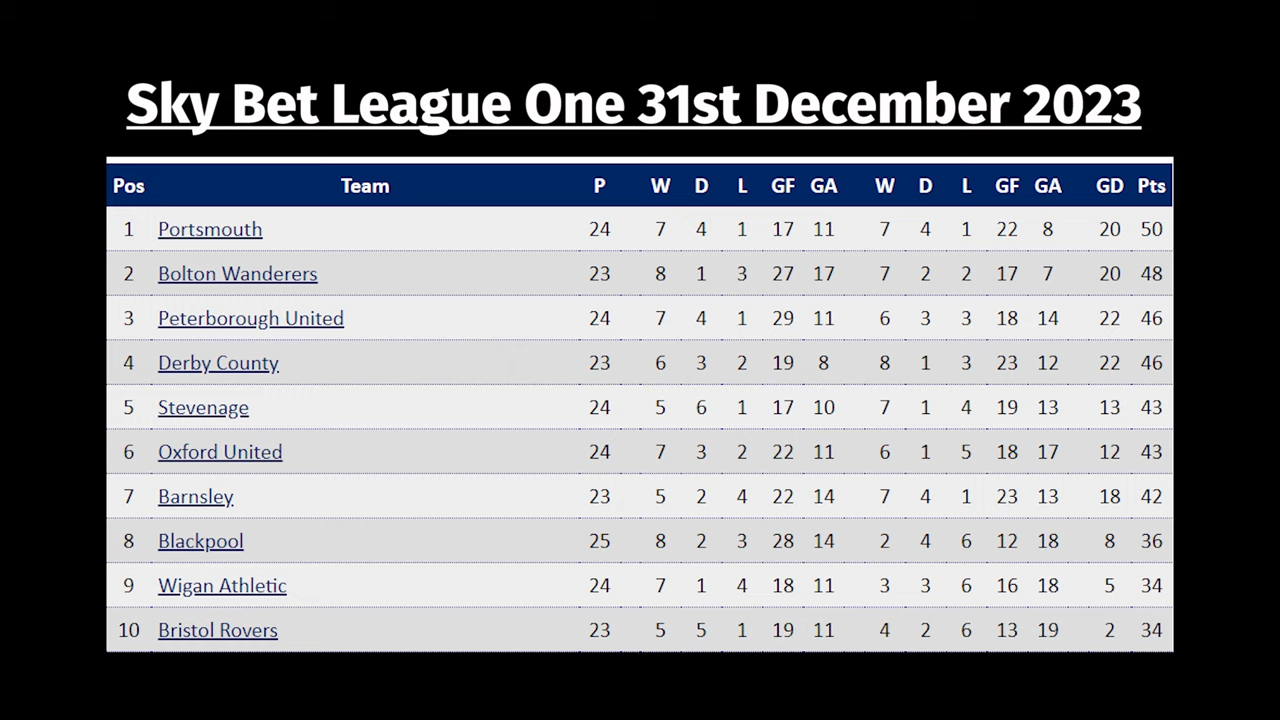 Sky Bet League One 31st December 2023
Pos Team P W D L GF GA W D L GF GA GD Pts
1 Portsmouth 24 7 4 1 17 11 7 4 1 22 8 20 50
2 Bolton Wanderers 23 8 1 3 27 17 7 2 2 17 7 20 48
3 Peterborough United 24 7 4 1 29 11 6 3 3 18 14 22 46
4 Derby County 23 6 3 2 19 8 8 1 3 23 12 22 46
5 Stevenage 24 5 6 1 17 10 7 1 4 19 13 13 43
6 Oxford United 24 7 3 2 22 11 6 1 5 18 17 12 43
7 Barnsley 23 5 2 4 22 14 7 4 1 23 13 18 42
8 Blackpool 25 8 2 3 28 14 2 4 6 12 18 8 36
9 Wigan Athletic 24 7 1 4 18 11 3 3 6 16 18 5 34
10 Bristol Rovers 23 5 5 1 19 11 4 2 6 13 19 2 34